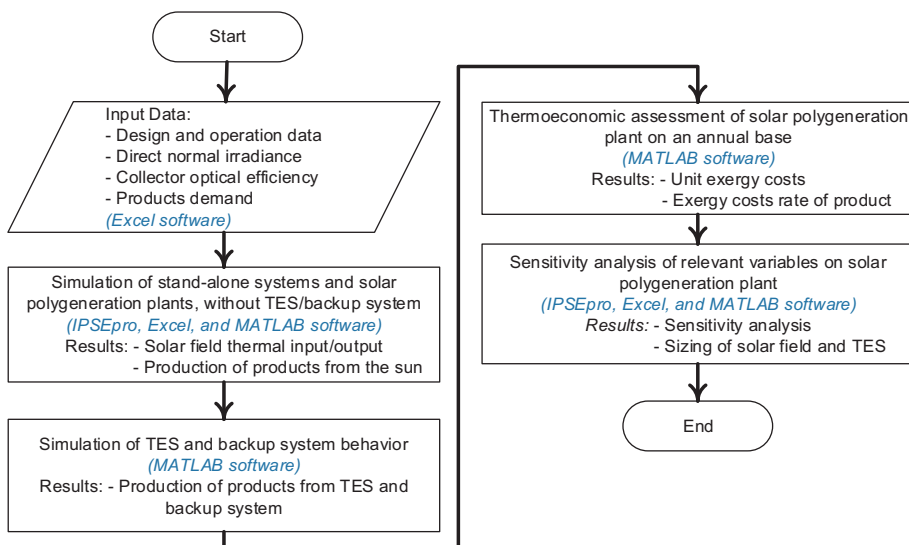 Start
Input Data:
- Design and operation data
- Direct normal irradiance
- Collector optical efficiency
- Products demand
(Excel software)
Simulation of stand-alone systems and solar
polygeneration plants, without TES/backup system
(IPSEpro, Excel, and MATLAB software)
Results: - Solar field thermal input/output
- Production of products from the sun
Simulation of TES and backup system behavior
(MATLAB software)
Results: - Production of products from TES and
backup system
Thermoeconomic assessment of solar polygeneration
plant on an annual base
(MATLAB software)
Results: - Unit exergy costs
- Exergy costs rate of product
Sensitivity analysis of relevant variables on solar
polygeneration plant
(IPSEpro, Excel, and MATLAB software)
Results: - Sensitivity analysis
- Sizing of solar field and TES
End